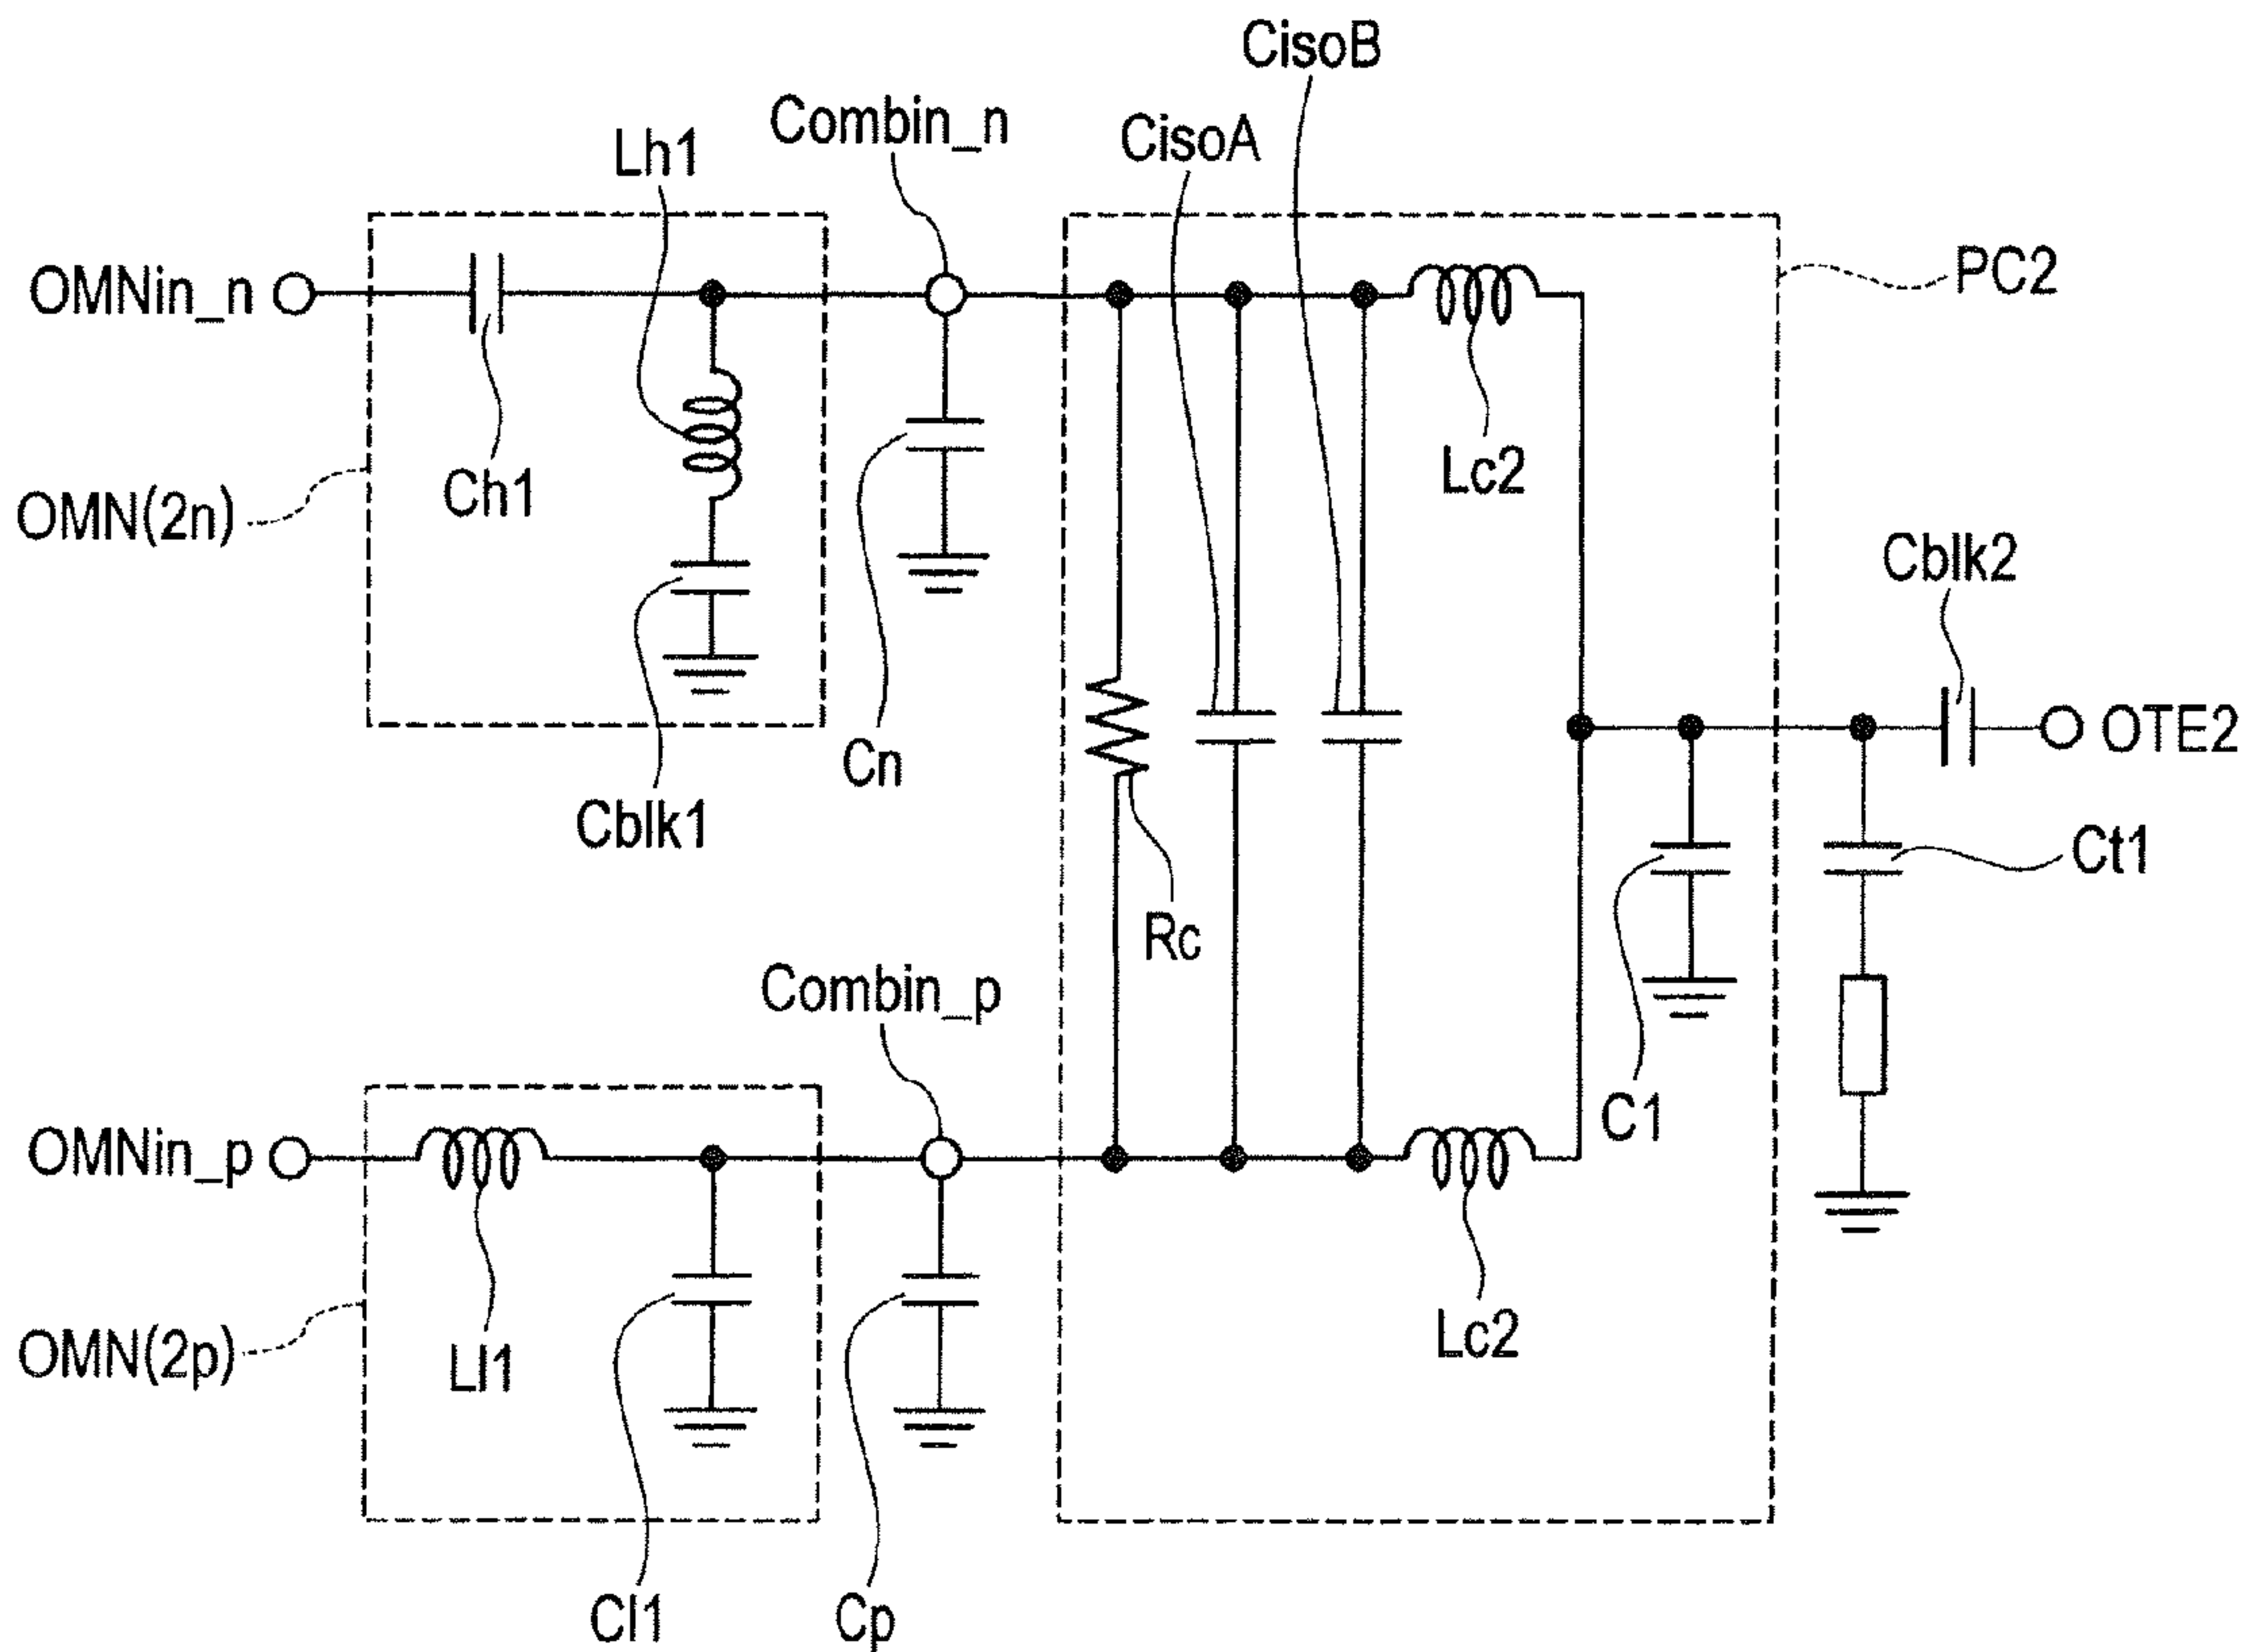 CisoB
Combin_n
CisoA
Lh1
OMNin_n
PC2
Lc2
Ch1
OMN(2n)
Cblk2
OTE2
Cn
Cblk1
Ct1
Rc
Combin_p
C1
OMNin_p
Lc2
OMN(2p)
Ll1
Cl1
Cp